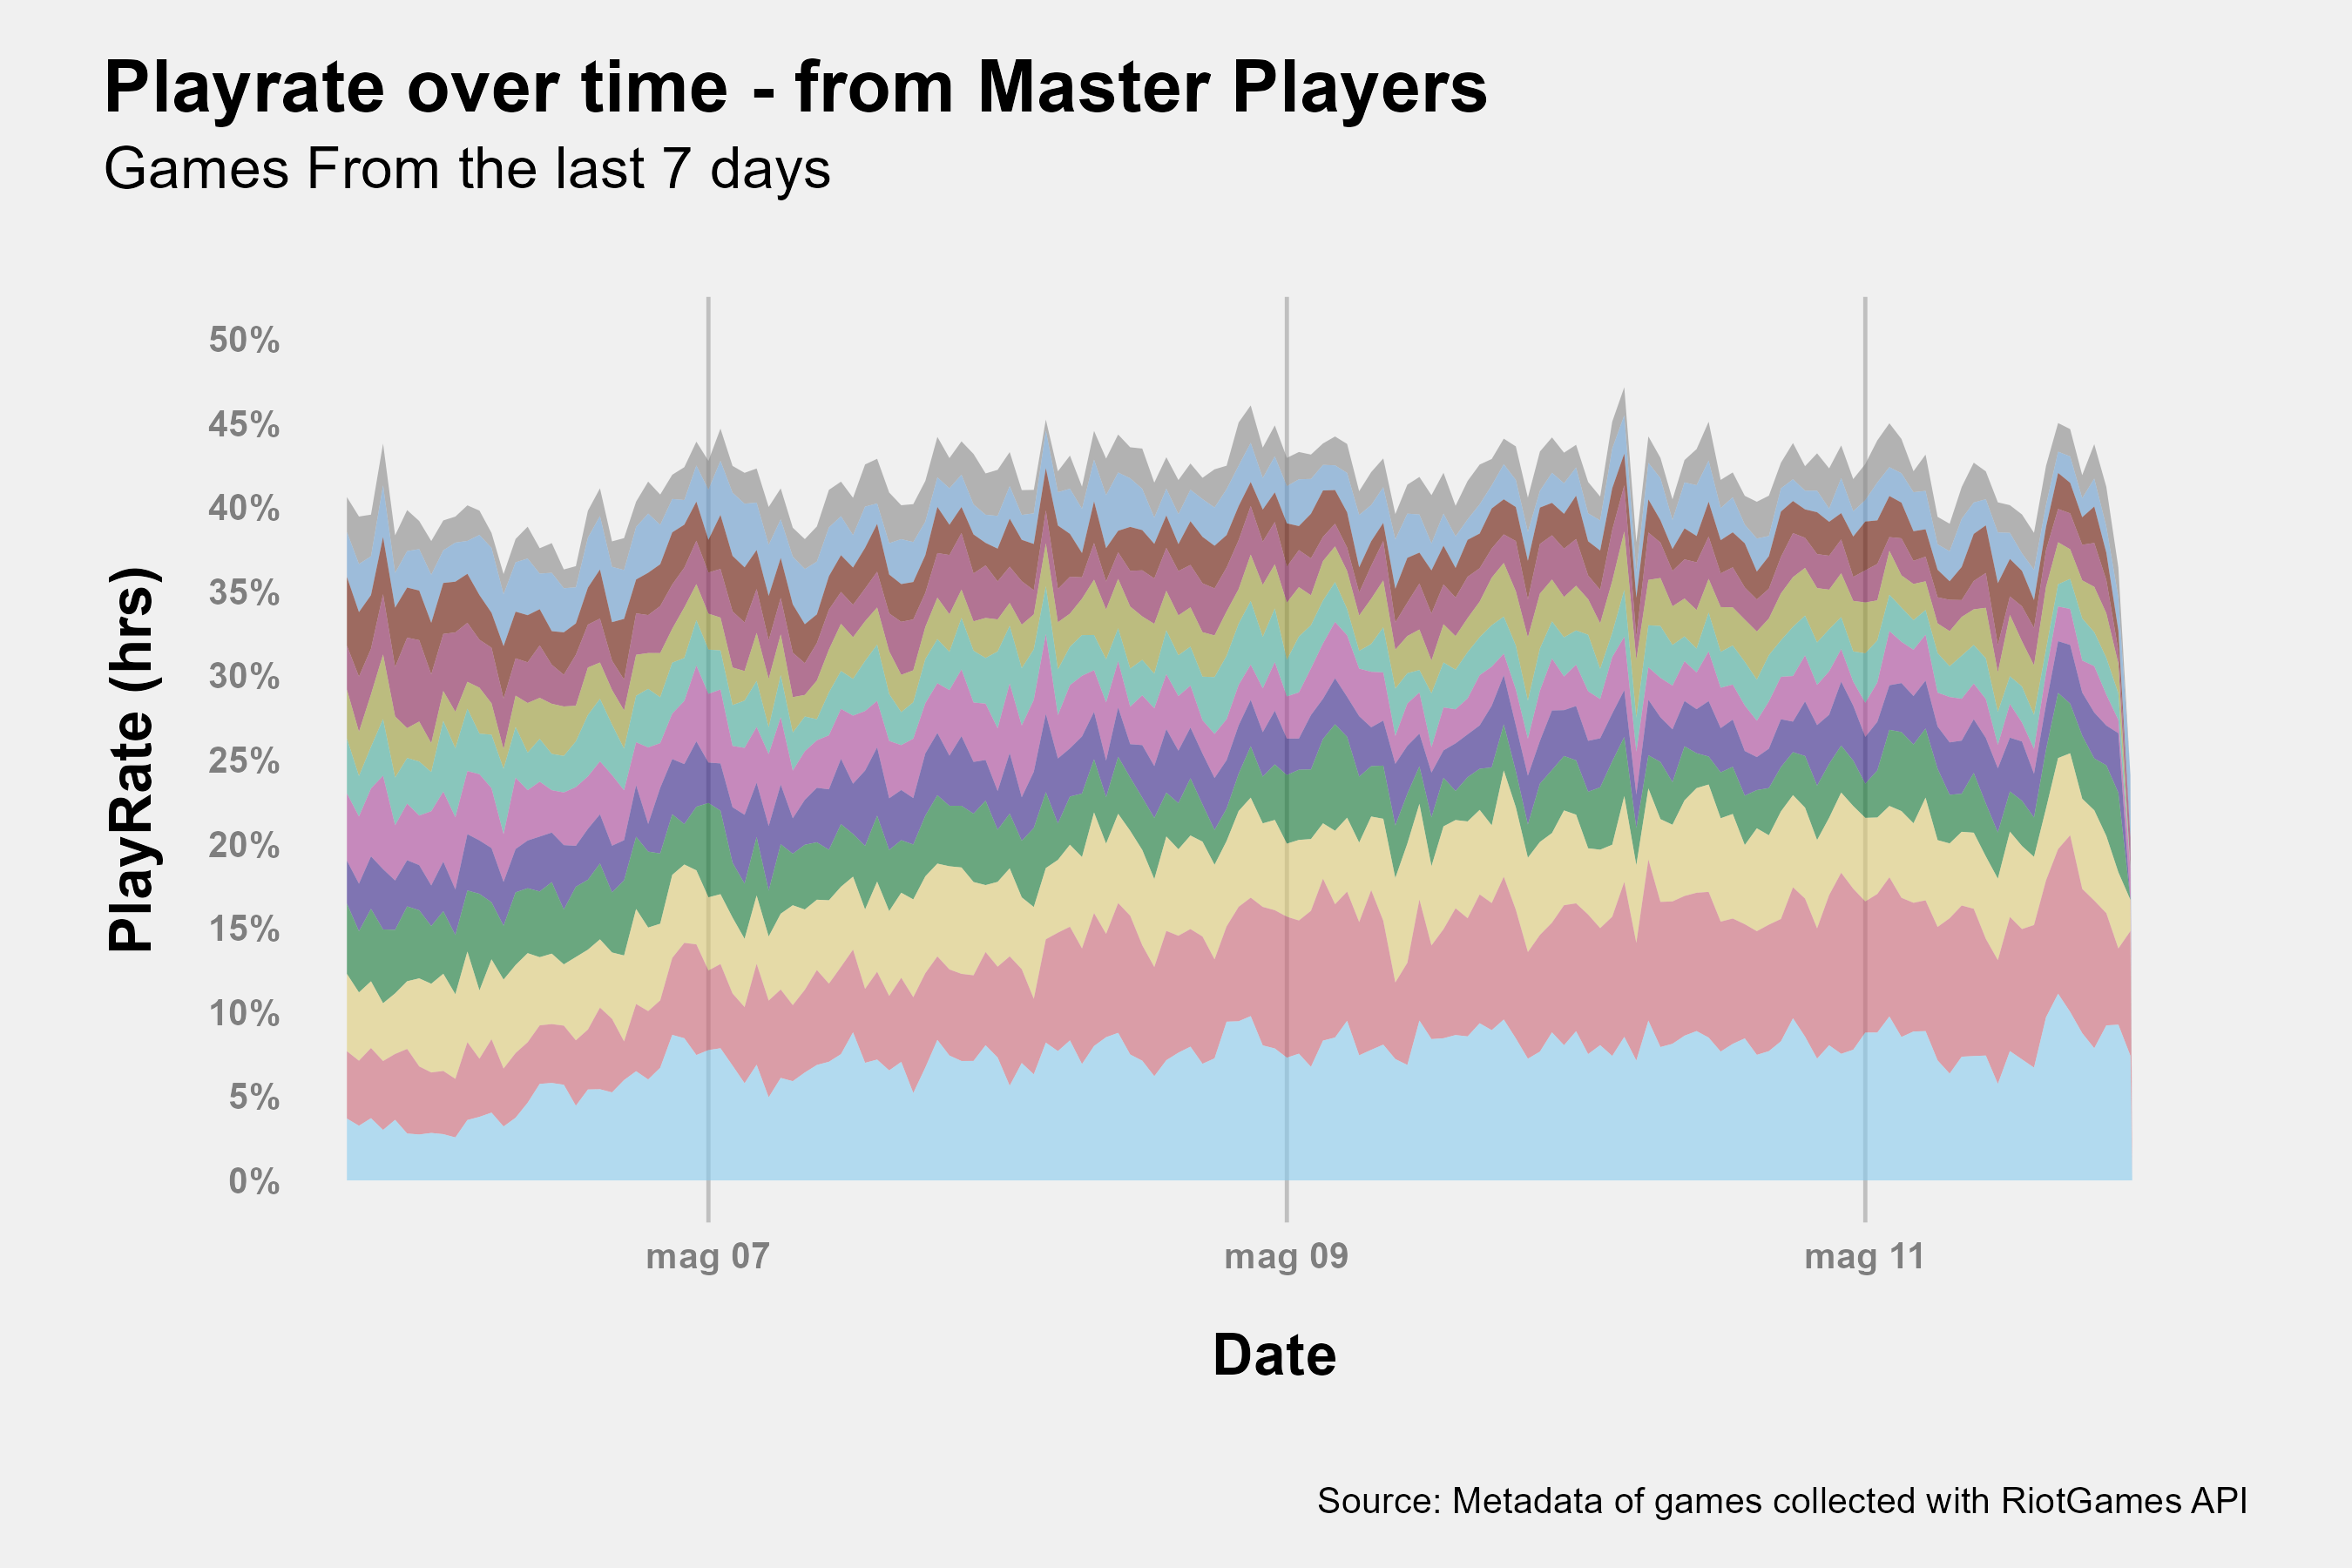 Playrate over time - from Master Players
Games From the last 7 days
50%
45%
40%
35%
30%
25%
20%
15%
10%
5%
0%
PlayRate (hrs)
mag 07
mag 09
mag 11
Date
Source: Metadata of games collected with RiotGames API